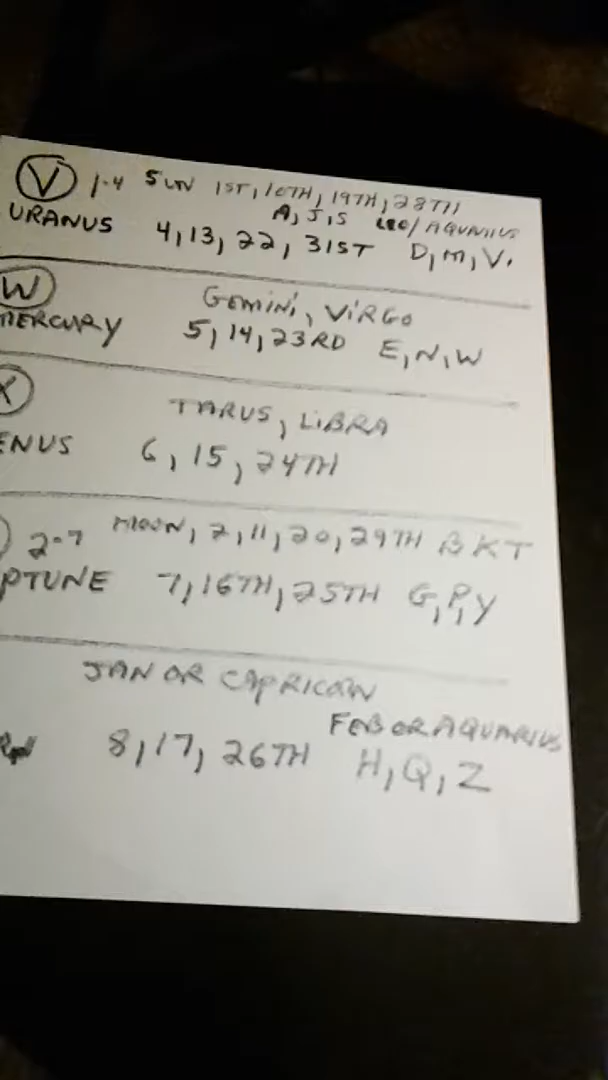 V 1-4 SUN 1ST, 10TH, 19TH, 28TH
A, J, S LEO/AQUARIUS
URANUS 4, 13, 22, 31ST D, M, V.
W GEMINI, VIRGO
MERCURY 5, 14, 23RD E, N, W
X TARUS, LIBRA
ENUS 6, 15, 24TH
2-7 MOON, 2, 11, 20, 29TH B K T
PTUNE 7, 16TH, 25TH G, P, Y
JAN OR CAPRICORN
FEB OR AQUARIUS
8, 17, 26TH H, Q, Z